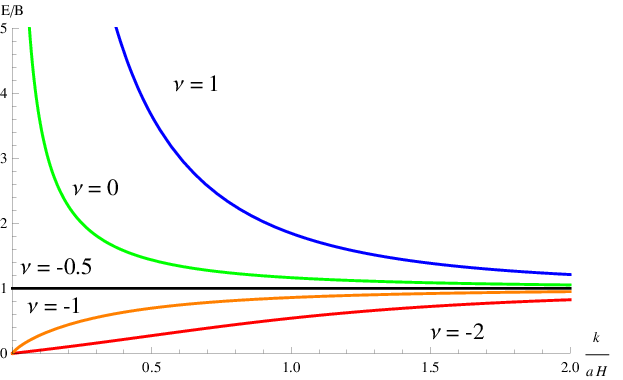 E/B
5
ν = 1
4
3
ν = 0
2
ν = -0.5
1
ν = -1
ν = -2
k
0
0.5
1.0
1.5
2.0
a H